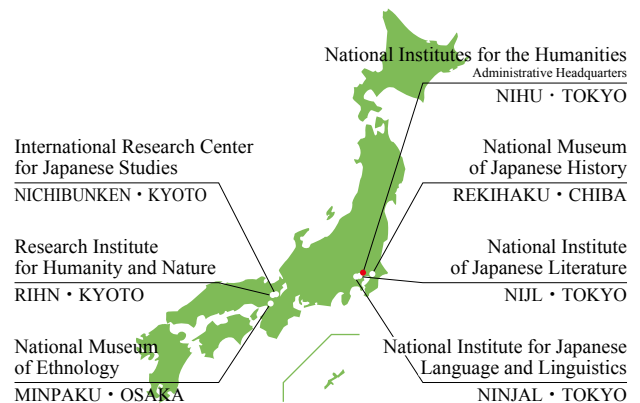 National Institutes for the Humanities
Administrative Headquarters
NIHU・TOKYO
International Research Center
for Japanese Studies
NICHIBUNKEN・KYOTO
National Museum
of Japanese History
REKIHAKU・CHIBA
Research Institute
for Humanity and Nature
RIHN・KYOTO
National Institute
of Japanese Literature
NIJL・TOKYO
National Museum
of Ethnology
MINPAKU・OSAKA
National Institute for Japanese
Language and Linguistics
NINJAL・TOKYO